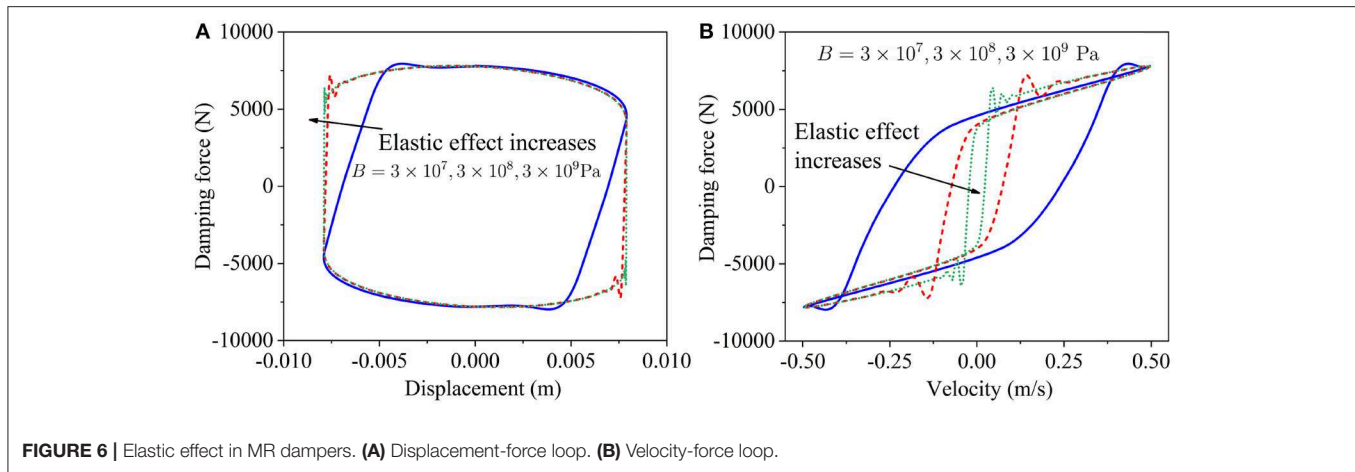 A
10000
5000
0
-5000
-10000
Damping force (N)
Elastic effect increases
B = 3 × 10⁷, 3 × 10⁸, 3 × 10⁹Pa
-0.010 -0.005 0.000 0.005 0.010
Displacement (m)
B
10000
5000
0
-5000
-10000
Damping force (N)
B = 3 × 10⁷, 3 × 10⁸, 3 × 10⁹ Pa
Elastic effect
increases
-0.50 -0.25 0.00 0.25 0.50
Velocity (m/s)
FIGURE 6 | Elastic effect in MR dampers. (A) Displacement-force loop. (B) Velocity-force loop.